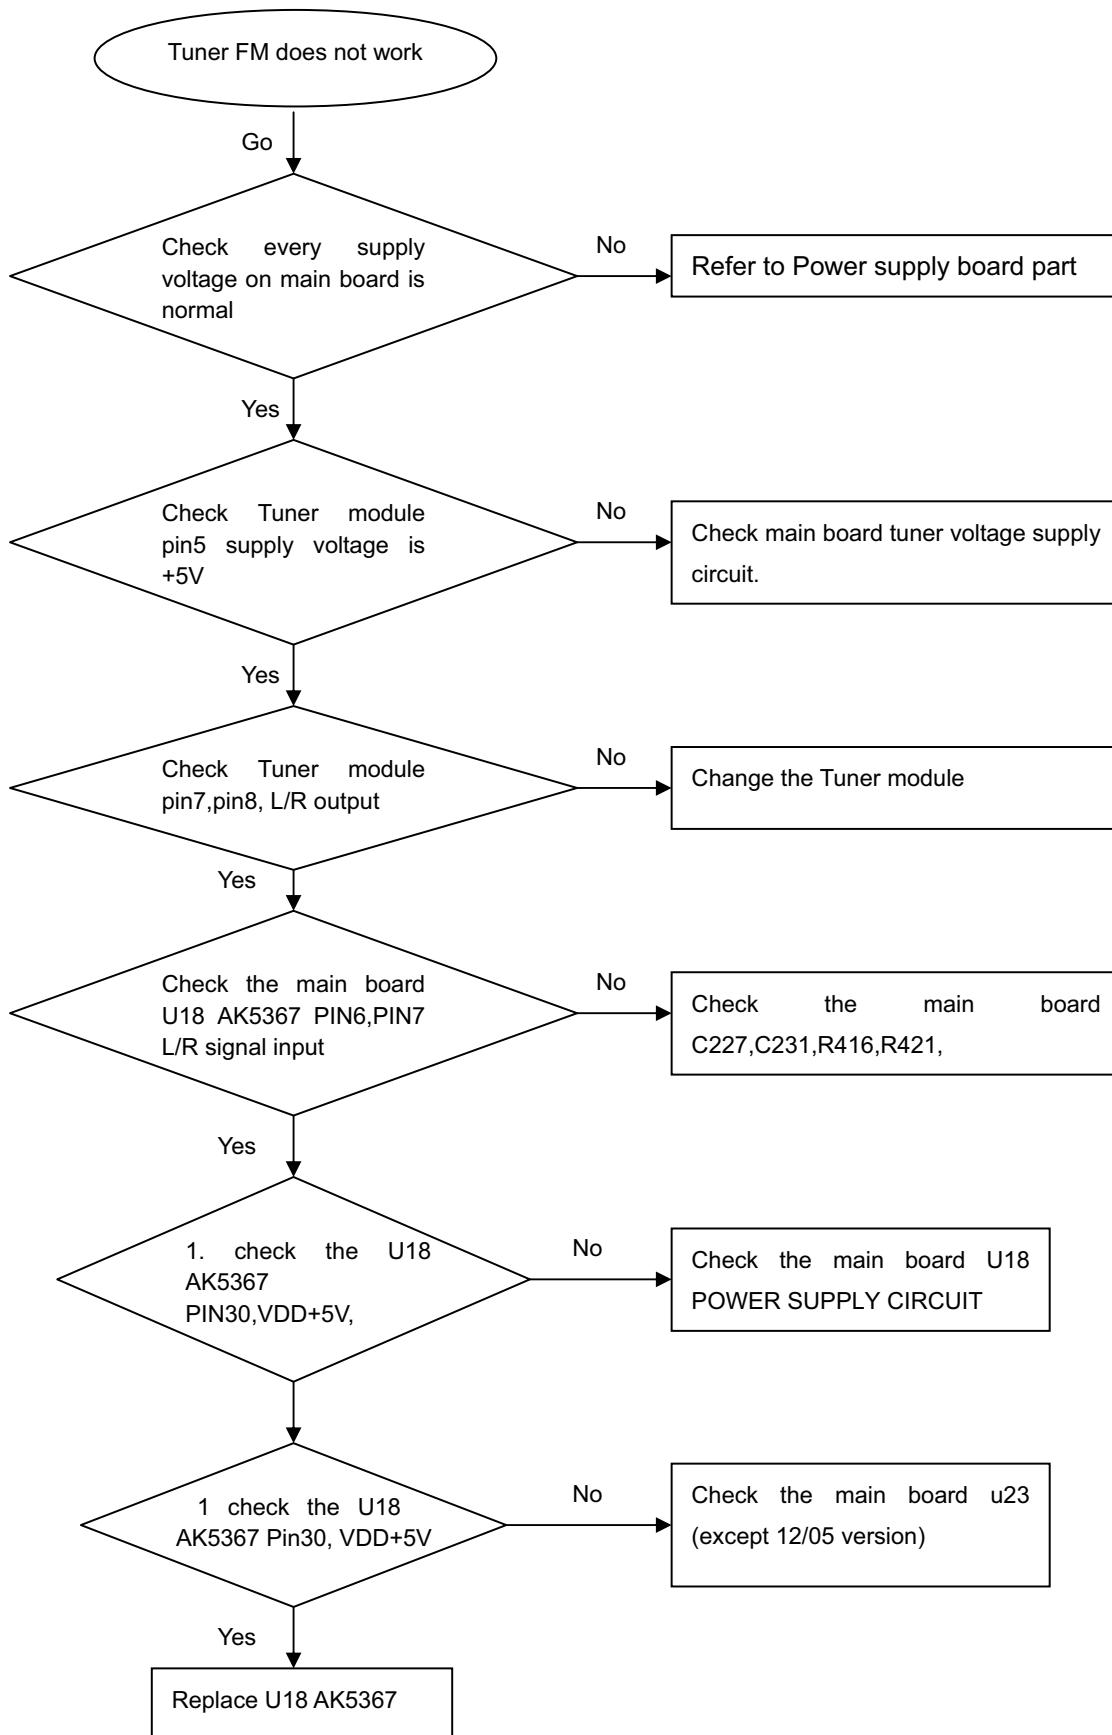 Tuner FM does not work
Go
Check every supply
voltage on main board is
normal
No
Refer to Power supply board part
Yes
Check Tuner module
pin5 supply voltage is
+5V
No
Check main board tuner voltage supply
circuit.
Yes
Check Tuner module
pin7,pin8, L/R output
No
Change the Tuner module
Yes
Check the main board
U18 AK5367 PIN6,PIN7
L/R signal input
No
Check the main board
C227,C231,R416,R421,
Yes
1. check the U18
AK5367
PIN30,VDD+5V,
No
Check the main board U18
POWER SUPPLY CIRCUIT
1 check the U18
AK5367 Pin30, VDD+5V
No
Check the main board u23
(except 12/05 version)
Yes
Replace U18 AK5367